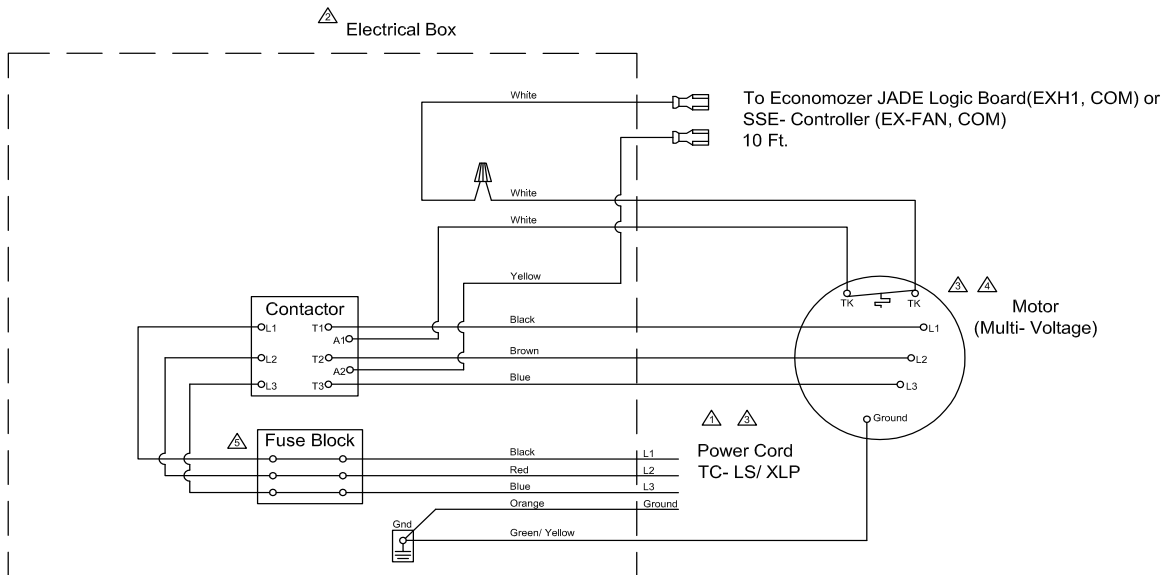 2
Electrical Box
White
To Economozer JADE Logic Board(EXH1, COM) or
SSE- Controller (EX-FAN, COM)
10 Ft.
White
White
Yellow
3 4
Motor
(Multi- Voltage)
TK TK
Contactor
L1 T1
A1
L2 T2
A2
L3 T3
Black
Brown
Blue
L1
L2
L3
Ground
5
Fuse Block
1 3
Power Cord
TC- LS/ XLP
Black L1
Red L2
Blue L3
Orange Ground
Gnd
Green/ Yellow